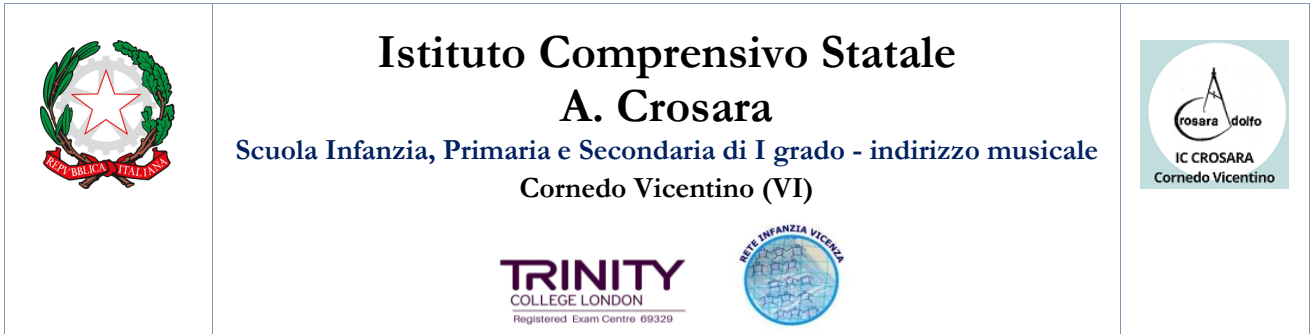 REPVBBLICA ITALIANA
Istituto Comprensivo Statale
A. Crosara
Scuola Infanzia, Primaria e Secondaria di I grado - indirizzo musicale
Cornedo Vicentino (VI)
TRINITY
COLLEGE LONDON
Registered Exam Centre 69329
RETE INFANZIA VICENZA
Crosara Adolfo
IC CROSARA
Cornedo Vicentino